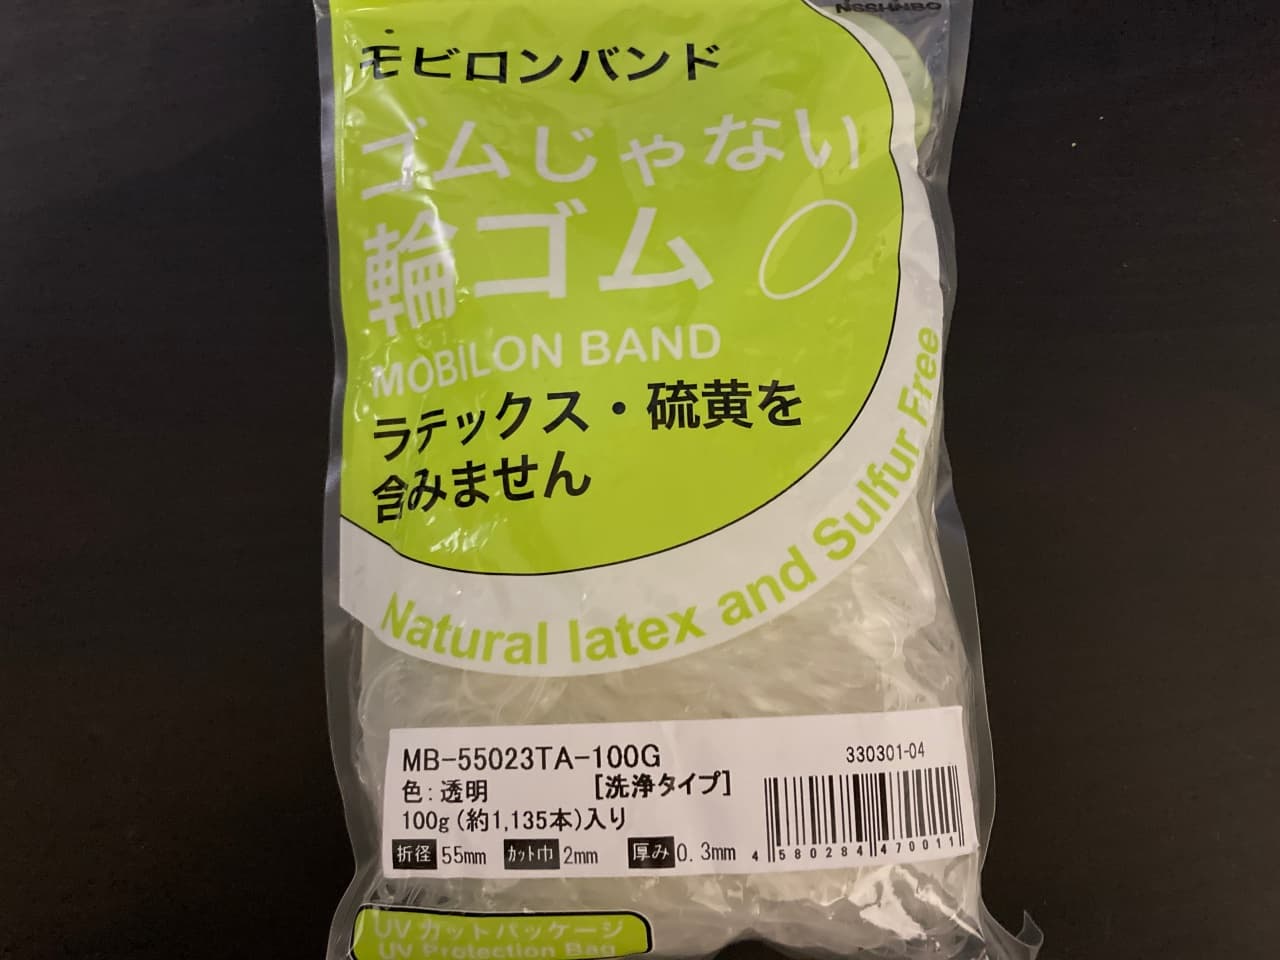 NISSHINBO
モビロンバンド
ゴムじゃない
輪ゴム
MOBILON BAND
ラテックス・硫黄を
含みません
Natural latex and Sulfur Free
MB-55023TA-100G 330301-04
色:透明 [洗浄タイプ]
100g(約1,135本)入り
折径 55mm カット巾 2mm 厚み 0.3mm
4 580284 470011
UVカットパッケージ
UV Protection Bag